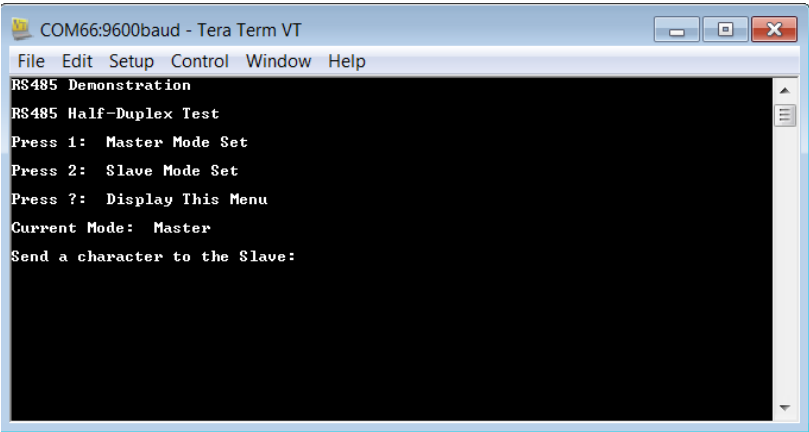 COM66:9600baud - Tera Term VT
File Edit Setup Control Window Help
RS485 Demonstration
RS485 Half-Duplex Test
Press 1:  Master Mode Set
Press 2:  Slave Mode Set
Press ?:  Display This Menu
Current Mode:  Master
Send a character to the Slave: